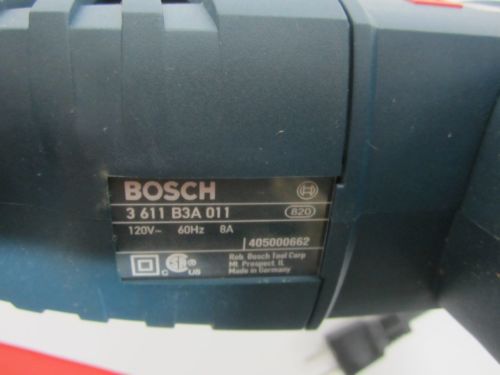 BOSCH
3 611 B3A 011 820
120V~ 60Hz 8A
405000662
C US
Rob. Bosch Tool Corp
Mt. Prospect, IL
Made in Germany